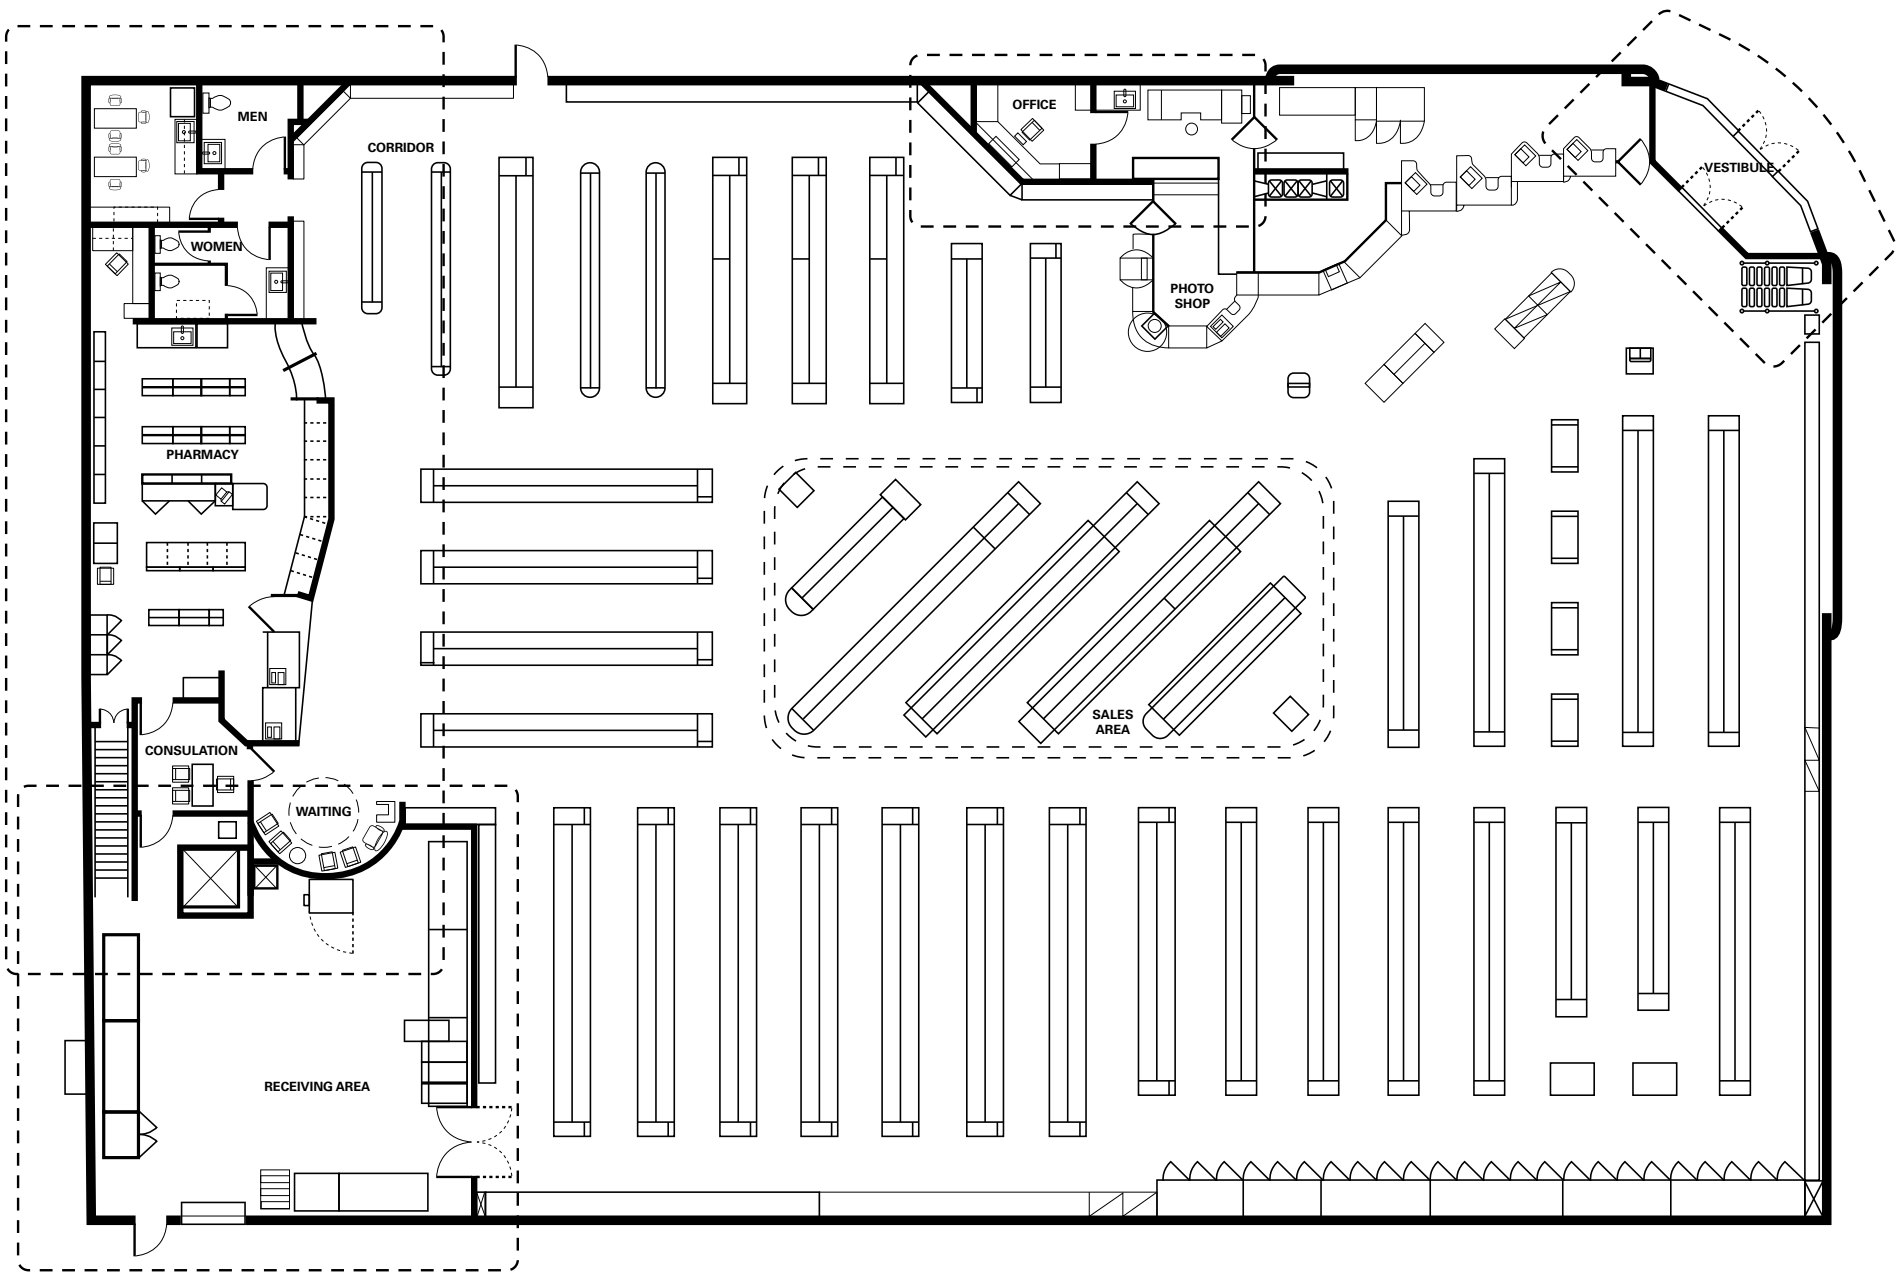 OFFICE
MEN
CORRIDOR
VESTIBULE
WOMEN
PHOTO
SHOP
PHARMACY
SALES
AREA
CONSULATION
WAITING
RECEIVING AREA